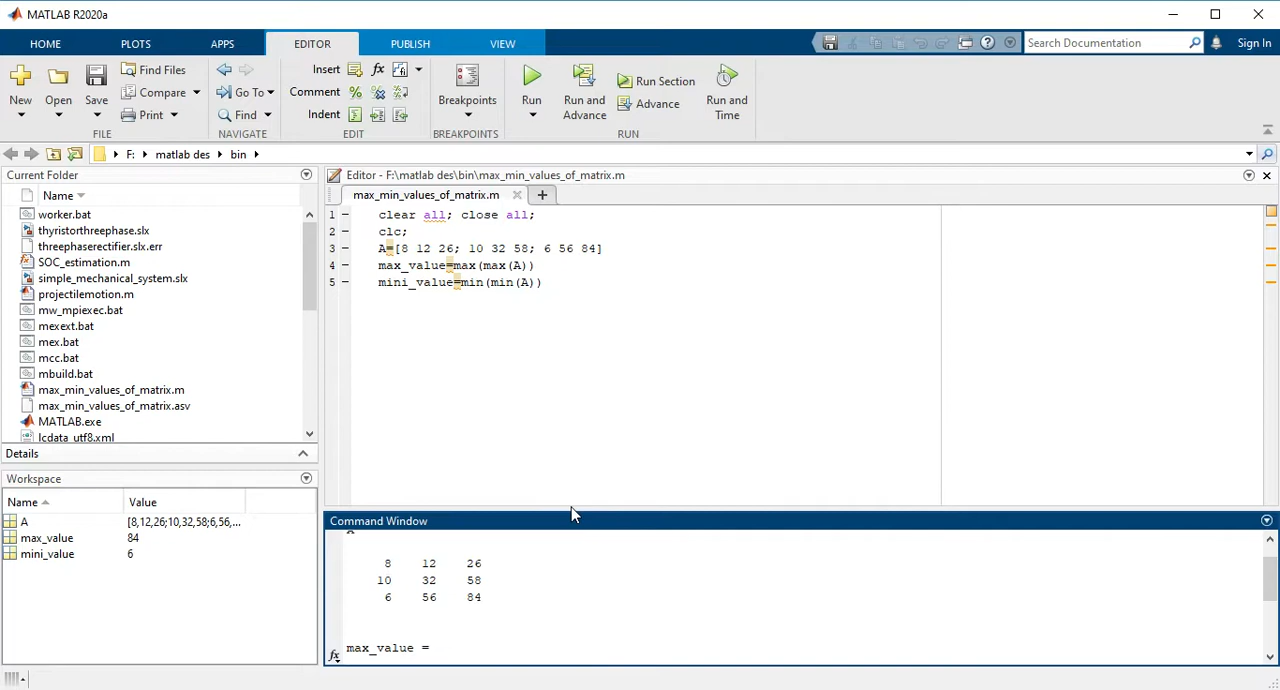 MATLAB R2020a
HOME PLOTS APPS EDITOR PUBLISH VIEW Search Documentation Sign In
New Open Save Find Files Compare Print
Go To Find
Insert fx
Comment %
Indent
Breakpoints
Run Run and Advance Run Section Advance Run and Time
FILE NAVIGATE EDIT BREAKPOINTS RUN
F: matlab des bin
Current Folder
Name
worker.bat
thyristorthreephase.slx
threephaserectifier.slx.err
SOC_estimation.m
simple_mechanical_system.slx
projectilemotion.m
mw_mpiexec.bat
mexext.bat
mex.bat
mcc.bat
mbuild.bat
max_min_values_of_matrix.m
max_min_values_of_matrix.asv
MATLAB.exe
lcdata_utf8.xml
Details
Workspace
Name Value
A [8,12,26;10,32,58;6,56,...
max_value 84
mini_value 6
Editor - F:\matlab des\bin\max_min_values_of_matrix.m
max_min_values_of_matrix.m
1 clear all; close all;
2 clc;
3 A=[8 12 26; 10 32 58; 6 56 84]
4 max_value=max(max(A))
5 mini_value=min(min(A))
Command Window
8 12 26
10 32 58
6 56 84
max_value =
fx